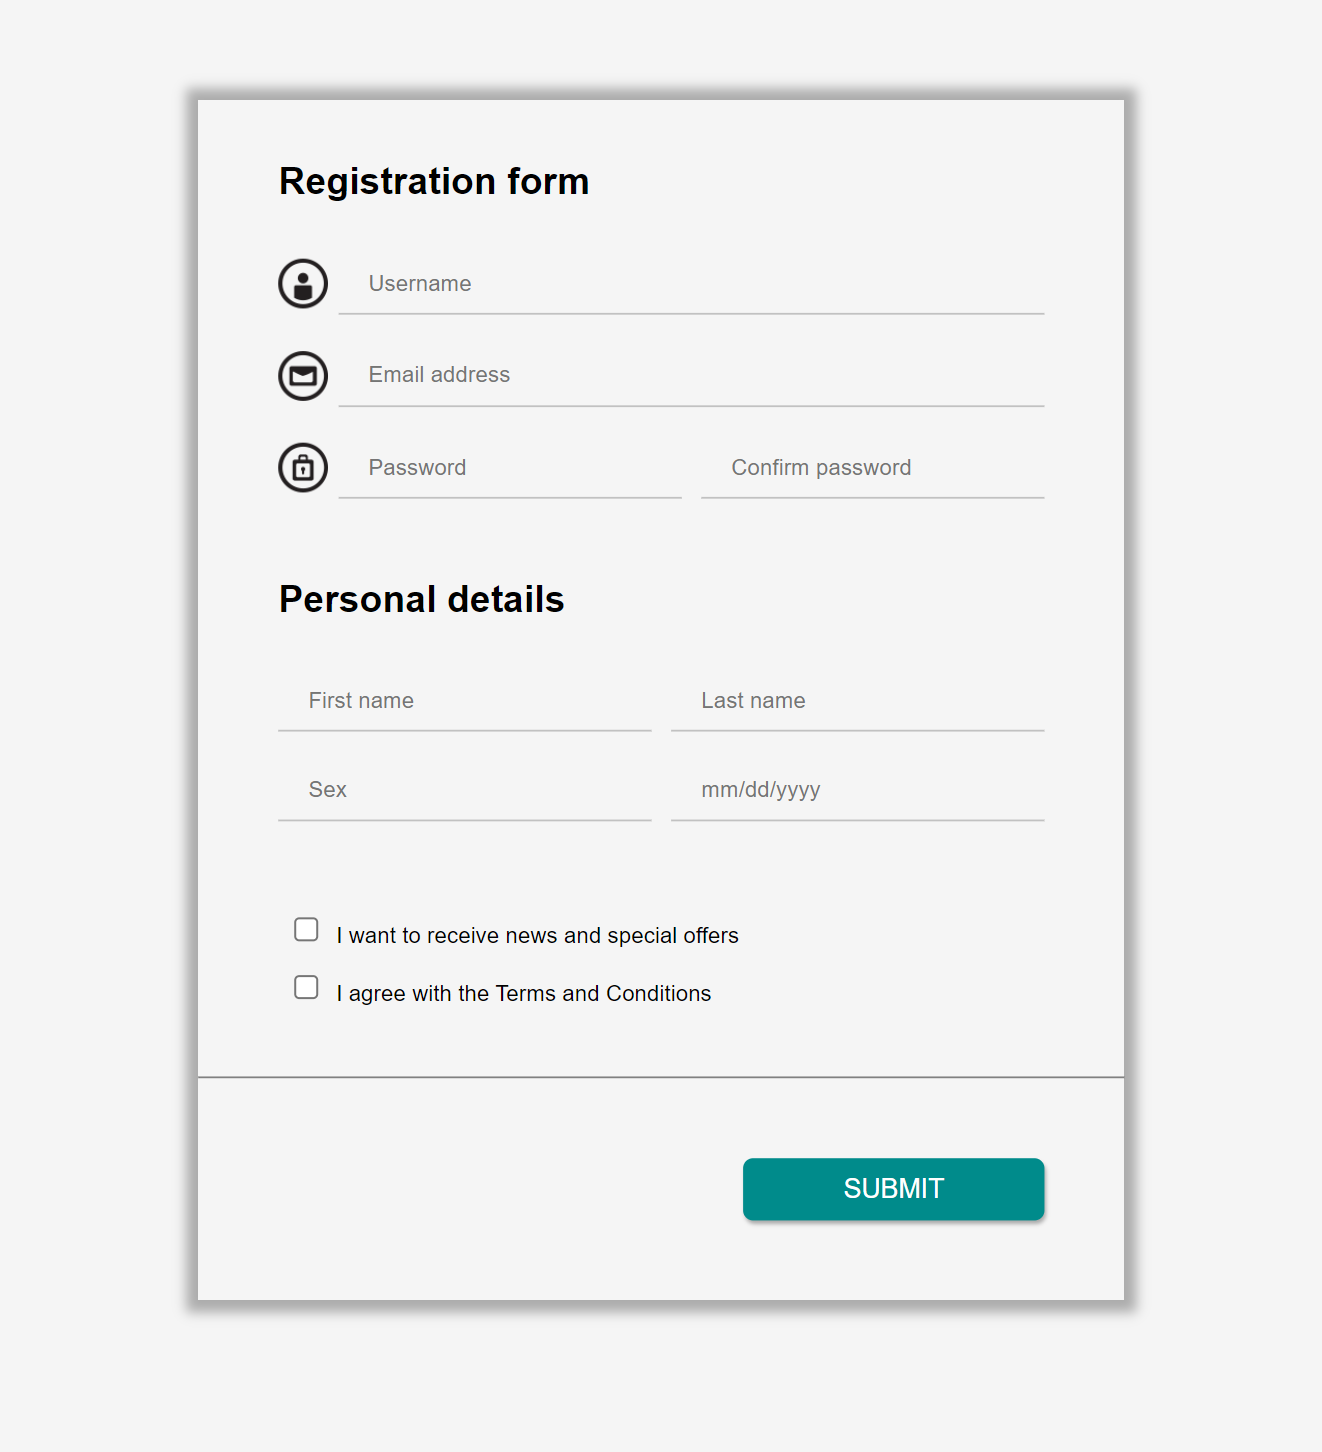 Registration form
Username
Email address
Password Confirm password
Personal details
First name Last name
Sex mm/dd/yyyy
I want to receive news and special offers
I agree with the Terms and Conditions
SUBMIT